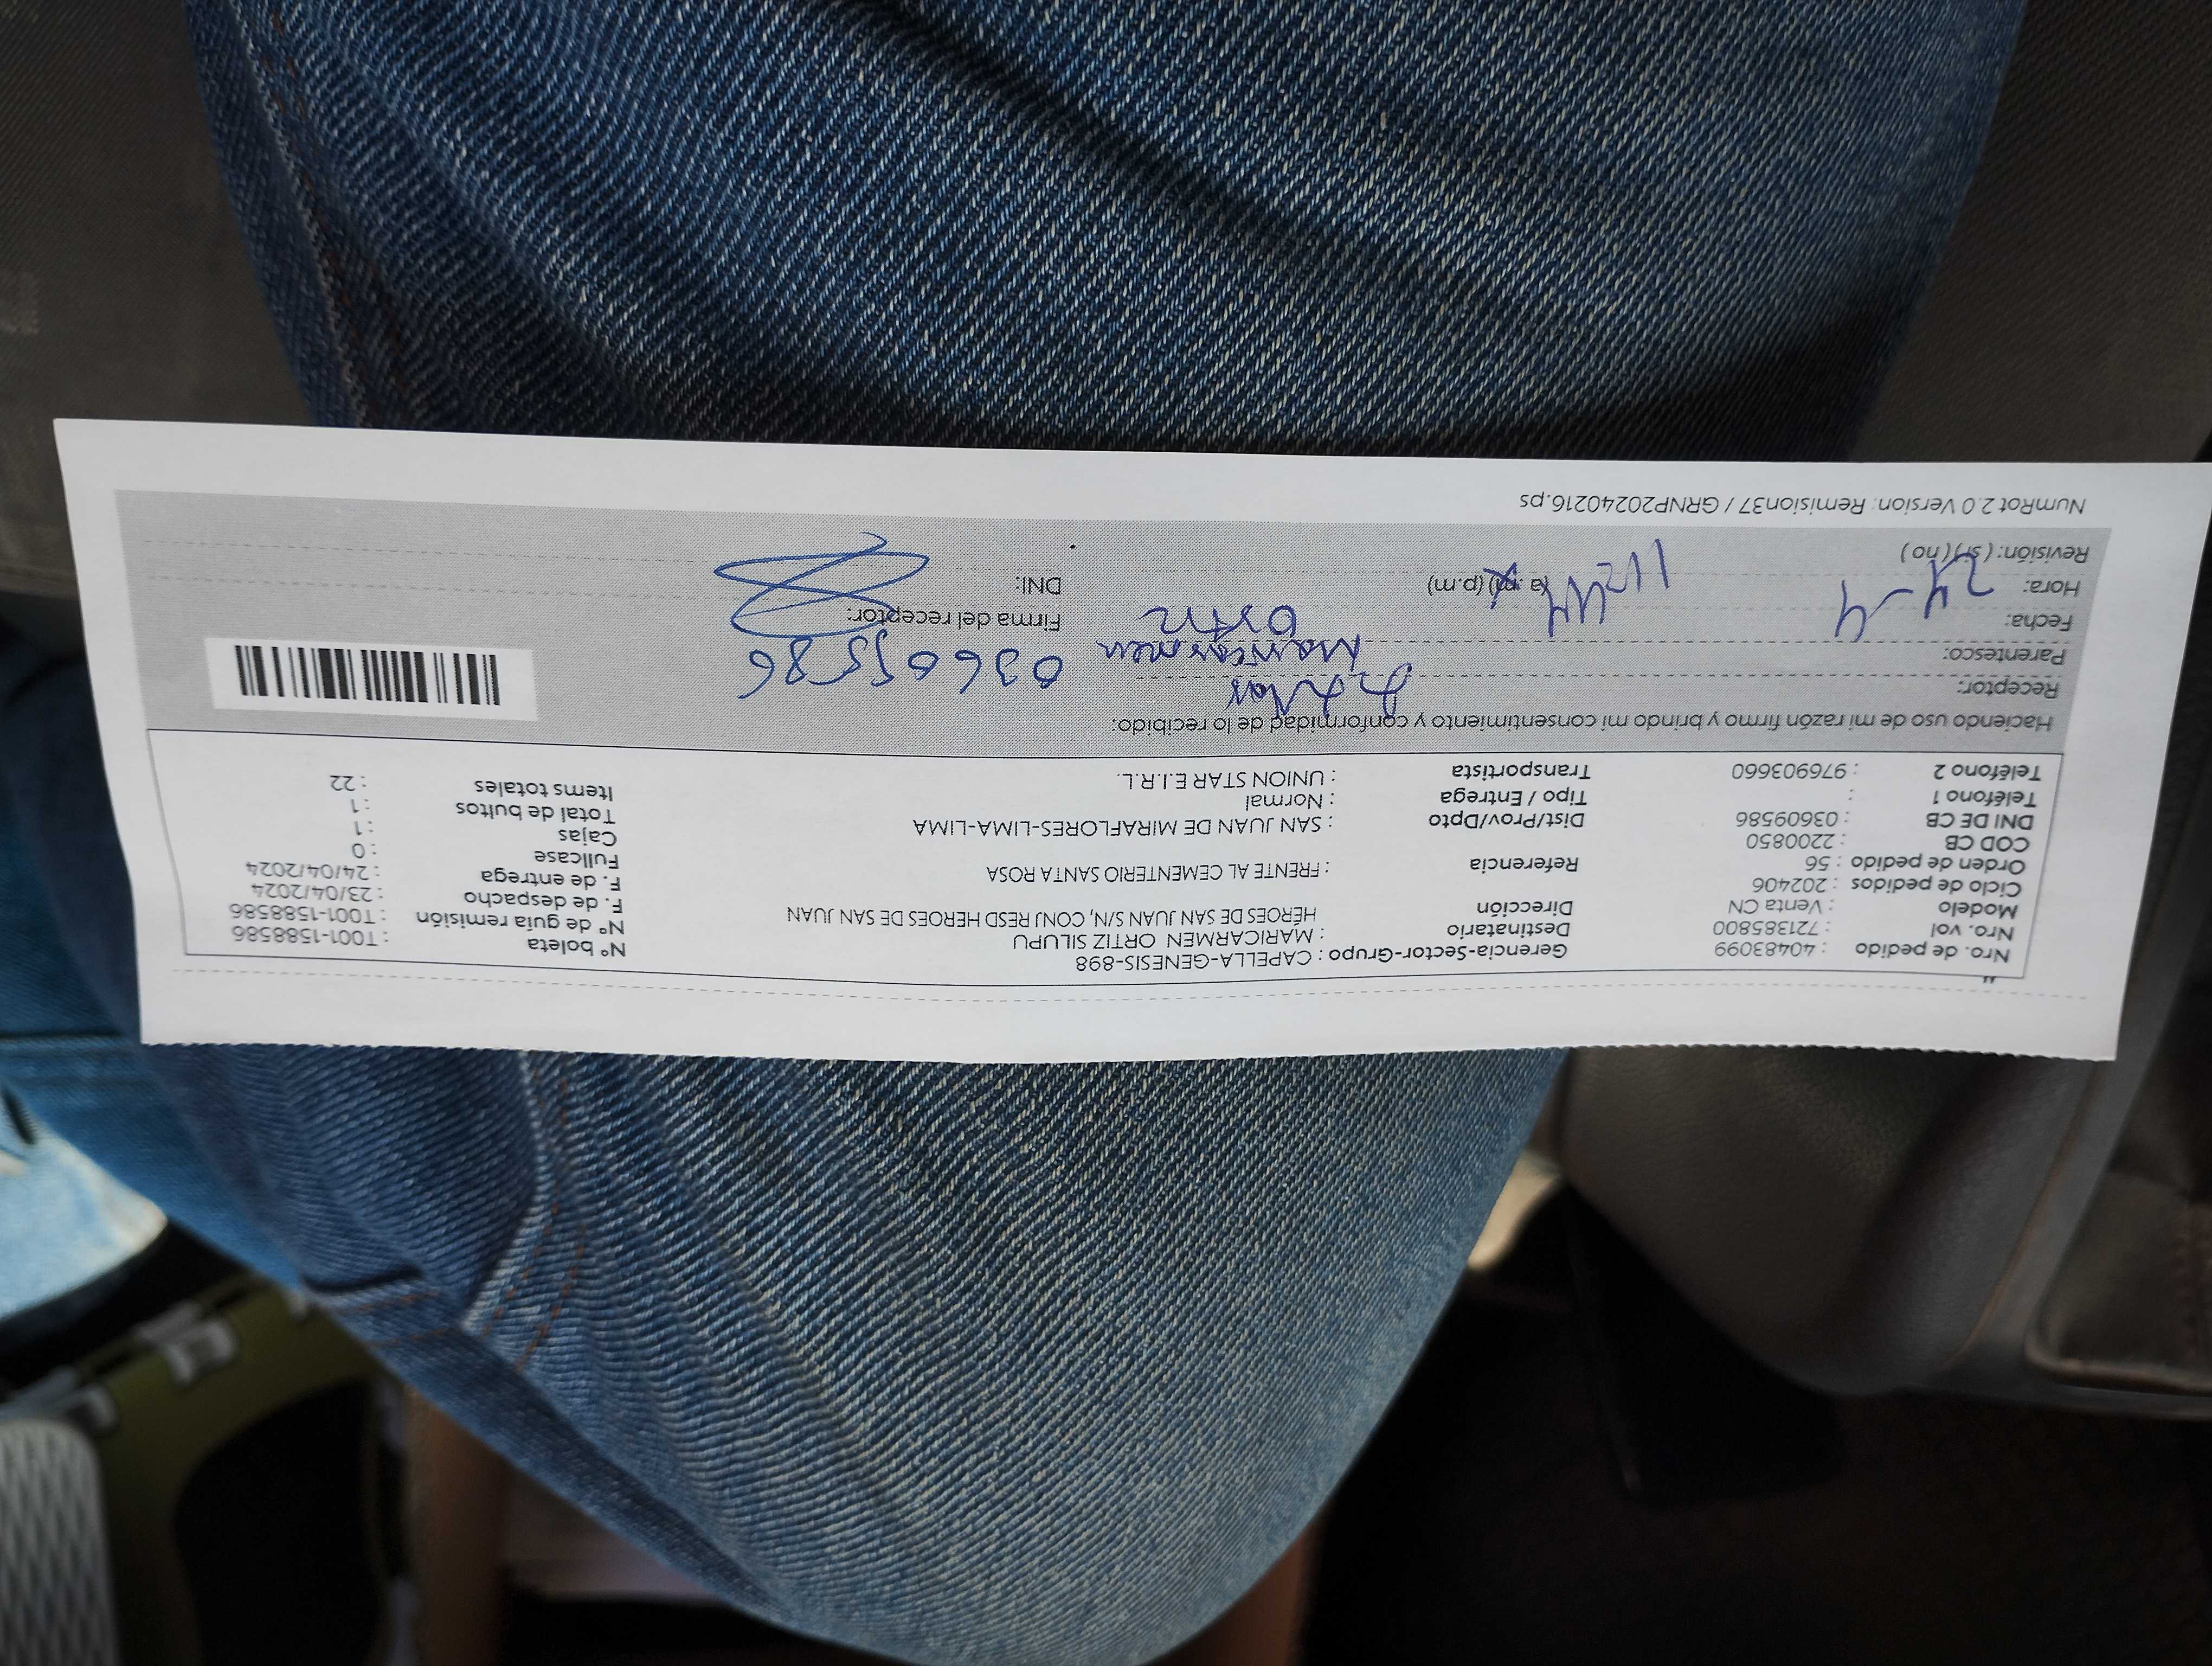 Nro. de pedido : 40483099 Gerencia-Sector-Grupo : CAPELLA-GENESIS-898 Nº boleta : T001-1588586
Nro. vol : 721385800 Destinatario : MARICARMEN ORTIZ SILUPU Nº de guía remisión : T001-1588586
Modelo : Venta CN Dirección HEROES DE SAN JUAN S/N, CONJ RESD HEROES DE SAN JUAN F. de despacho : 23/04/2024
Ciclo de pedidos : 202406 F. de entrega : 24/04/2024
Orden de pedido : 56 Referencia : FRENTE AL CEMENTERIO SANTA ROSA Fullcase : 0
COD CB : 2200850 Cajas : 1
DNI DE CB : 03609586 Dist/Prov/Dpto : SAN JUAN DE MIRAFLORES-LIMA-LIMA Total de bultos : 1
Teléfono 1 : Tipo / Entrega : Normal Items totales : 22
Teléfono 2 : 976903660 Transportista : UNION STAR E.I.R.L.
Haciendo uso de mi razón firmo y brindo mi consentimiento y conformidad de lo recibido:
Receptor:
Parentesco: Maricarmen
Fecha: 24-4 Ortiz Firma del receptor:
Hora: 11:44 (a.m) (p.m) DNI:
Revisión: (si) (no)
NumRot 2.0 Version: Remision37 / GRNP20240216.ps